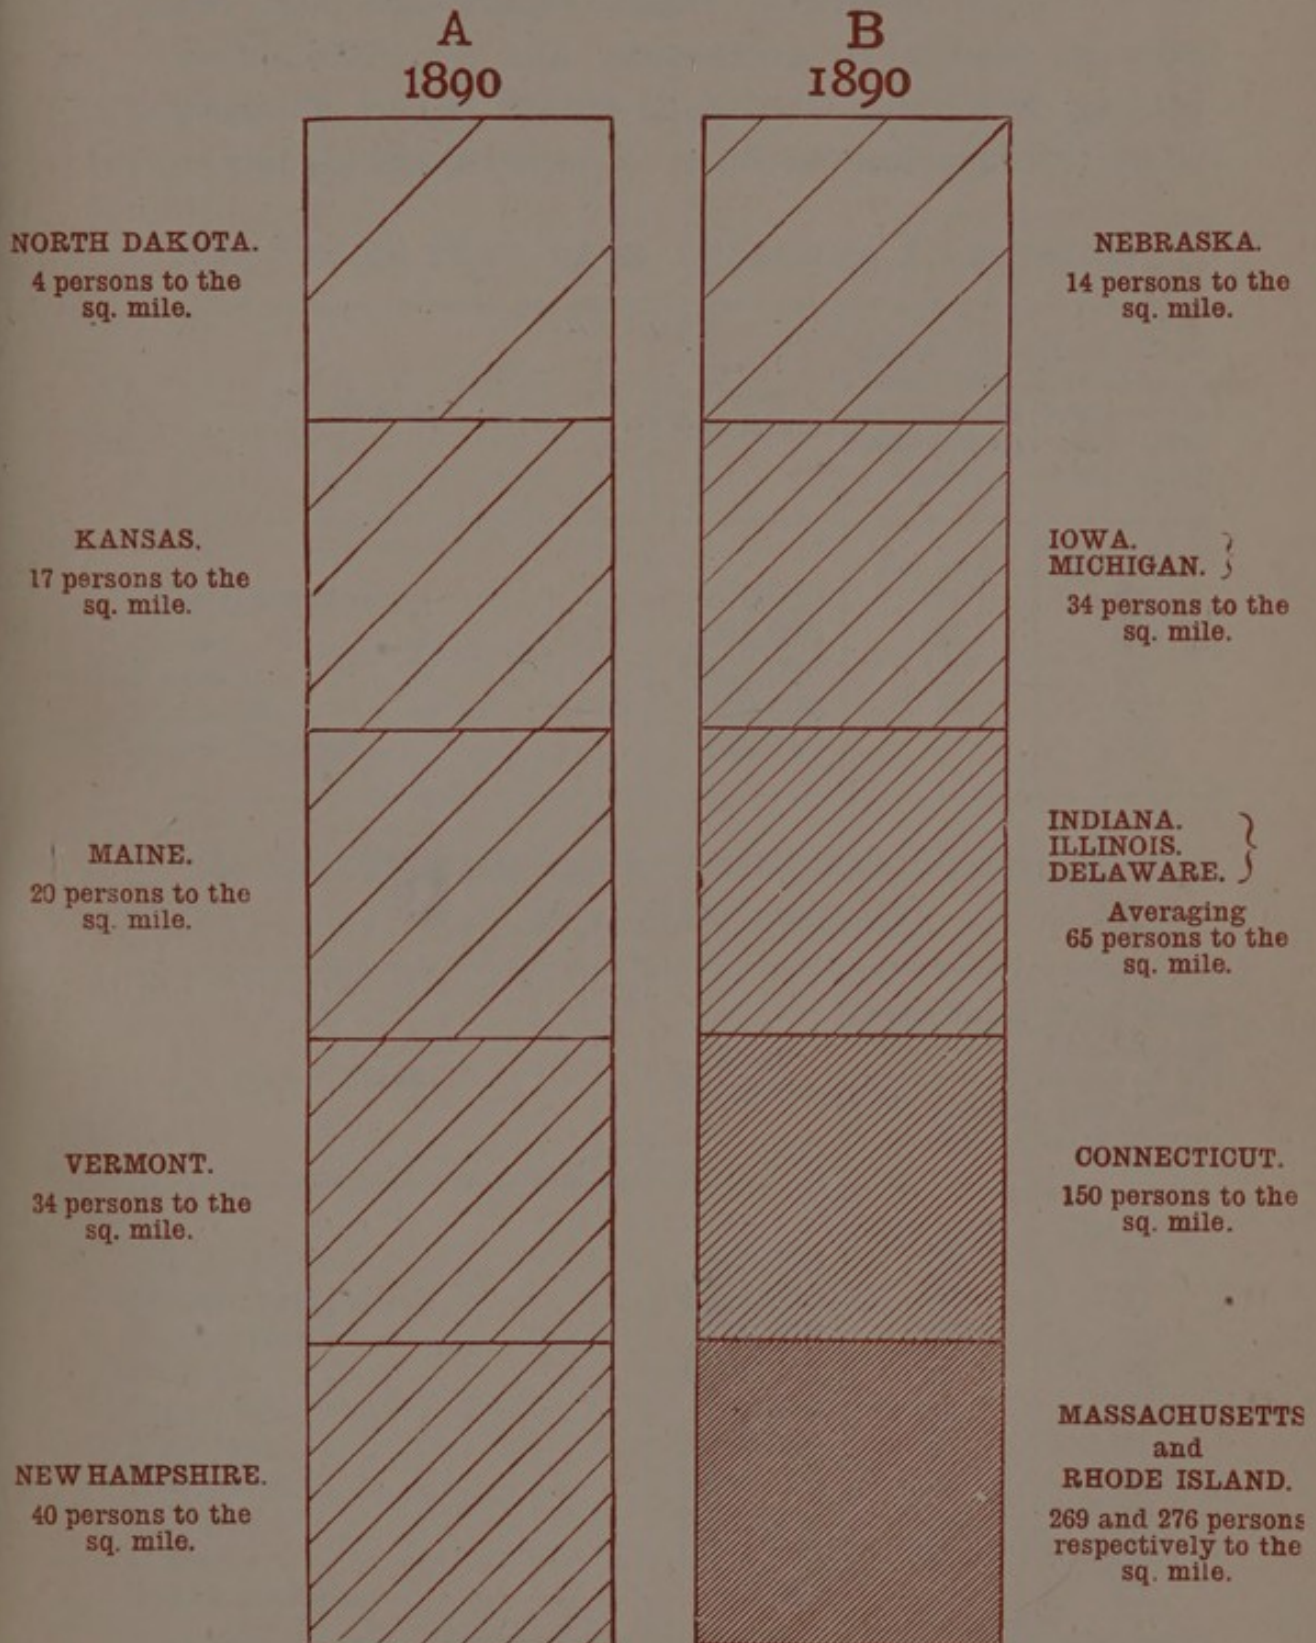 A
1890
NORTH DAKOTA.
4 persons to the
sq. mile.
KANSAS.
17 persons to the
sq. mile.
MAINE.
20 persons to the
sq. mile.
VERMONT.
34 persons to the
sq. mile.
NEW HAMPSHIRE.
40 persons to the
sq. mile.
B
1890
NEBRASKA.
14 persons to the
sq. mile.
IOWA.
MICHIGAN.
34 persons to the
sq. mile.
INDIANA.
ILLINOIS.
DELAWARE.
Averaging
65 persons to the
sq. mile.
CONNECTICUT.
150 persons to the
sq. mile.
MASSACHUSETTS
and
RHODE ISLAND.
269 and 276 persons
respectively to the
sq. mile.